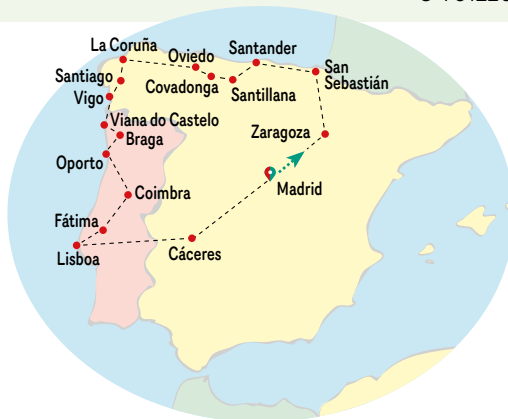 La Coruña
Oviedo
Santander
San
Sebastián
Santiago
Covadonga
Santillana
Vigo
Viana do Castelo
Braga
Zaragoza
Oporto
Madrid
Coimbra
Fátima
Lisboa
Cáceres